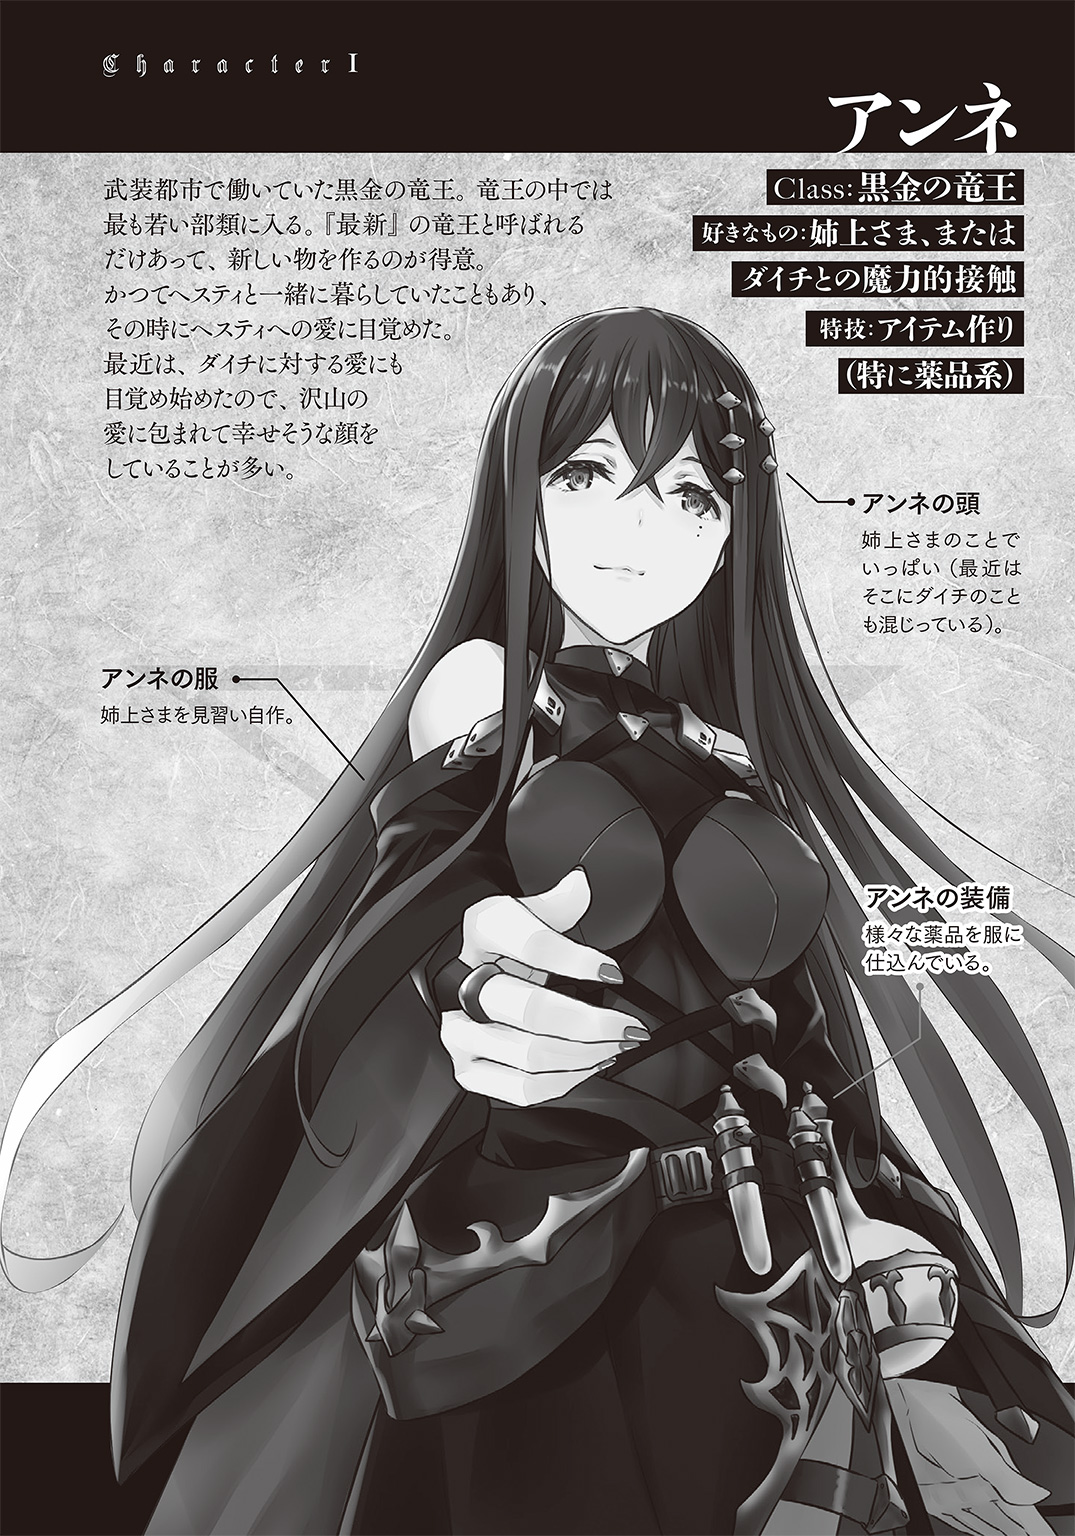 Character I
アンネ
Class：黒金の竜王
好きなもの：姉上さま、または
ダイチとの魔力的接触
特技：アイテム作り
（特に薬品系）
武装都市で働いていた黒金の竜王。竜王の中では
最も若い部類に入る。『最新』の竜王と呼ばれる
だけあって、新しい物を作るのが得意。
かつてヘスティと一緒に暮らしていたこともあり、
その時にヘスティへの愛に目覚めた。
最近は、ダイチに対する愛にも
目覚め始めたので、沢山の
愛に包まれて幸せそうな顔を
していることが多い。
アンネの頭
姉上さまのことで
いっぱい（最近は
そこにダイチのこと
も混じっている）。
アンネの服
姉上さまを見習い自作。
アンネの装備
様々な薬品を服に
仕込んでいる。